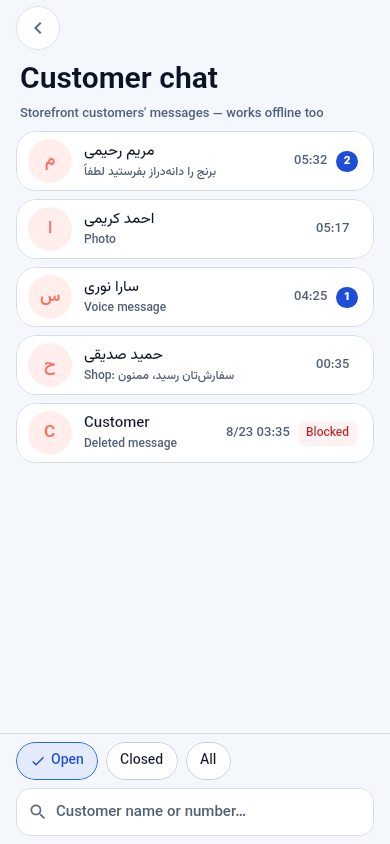 Customer chat
Storefront customers' messages — works offline too
م
مریم رحیمی
برنج را دانه‌دراز بفرستید لطفاً
05:32
2
ا
احمد کریمی
Photo
05:17
س
سارا نوری
Voice message
04:25
1
ح
حمید صدیقی
Shop: سفارش‌تان رسید، ممنون
00:35
C
Customer
Deleted message
8/23 03:35
Blocked
Open
Closed
All
Customer name or number…